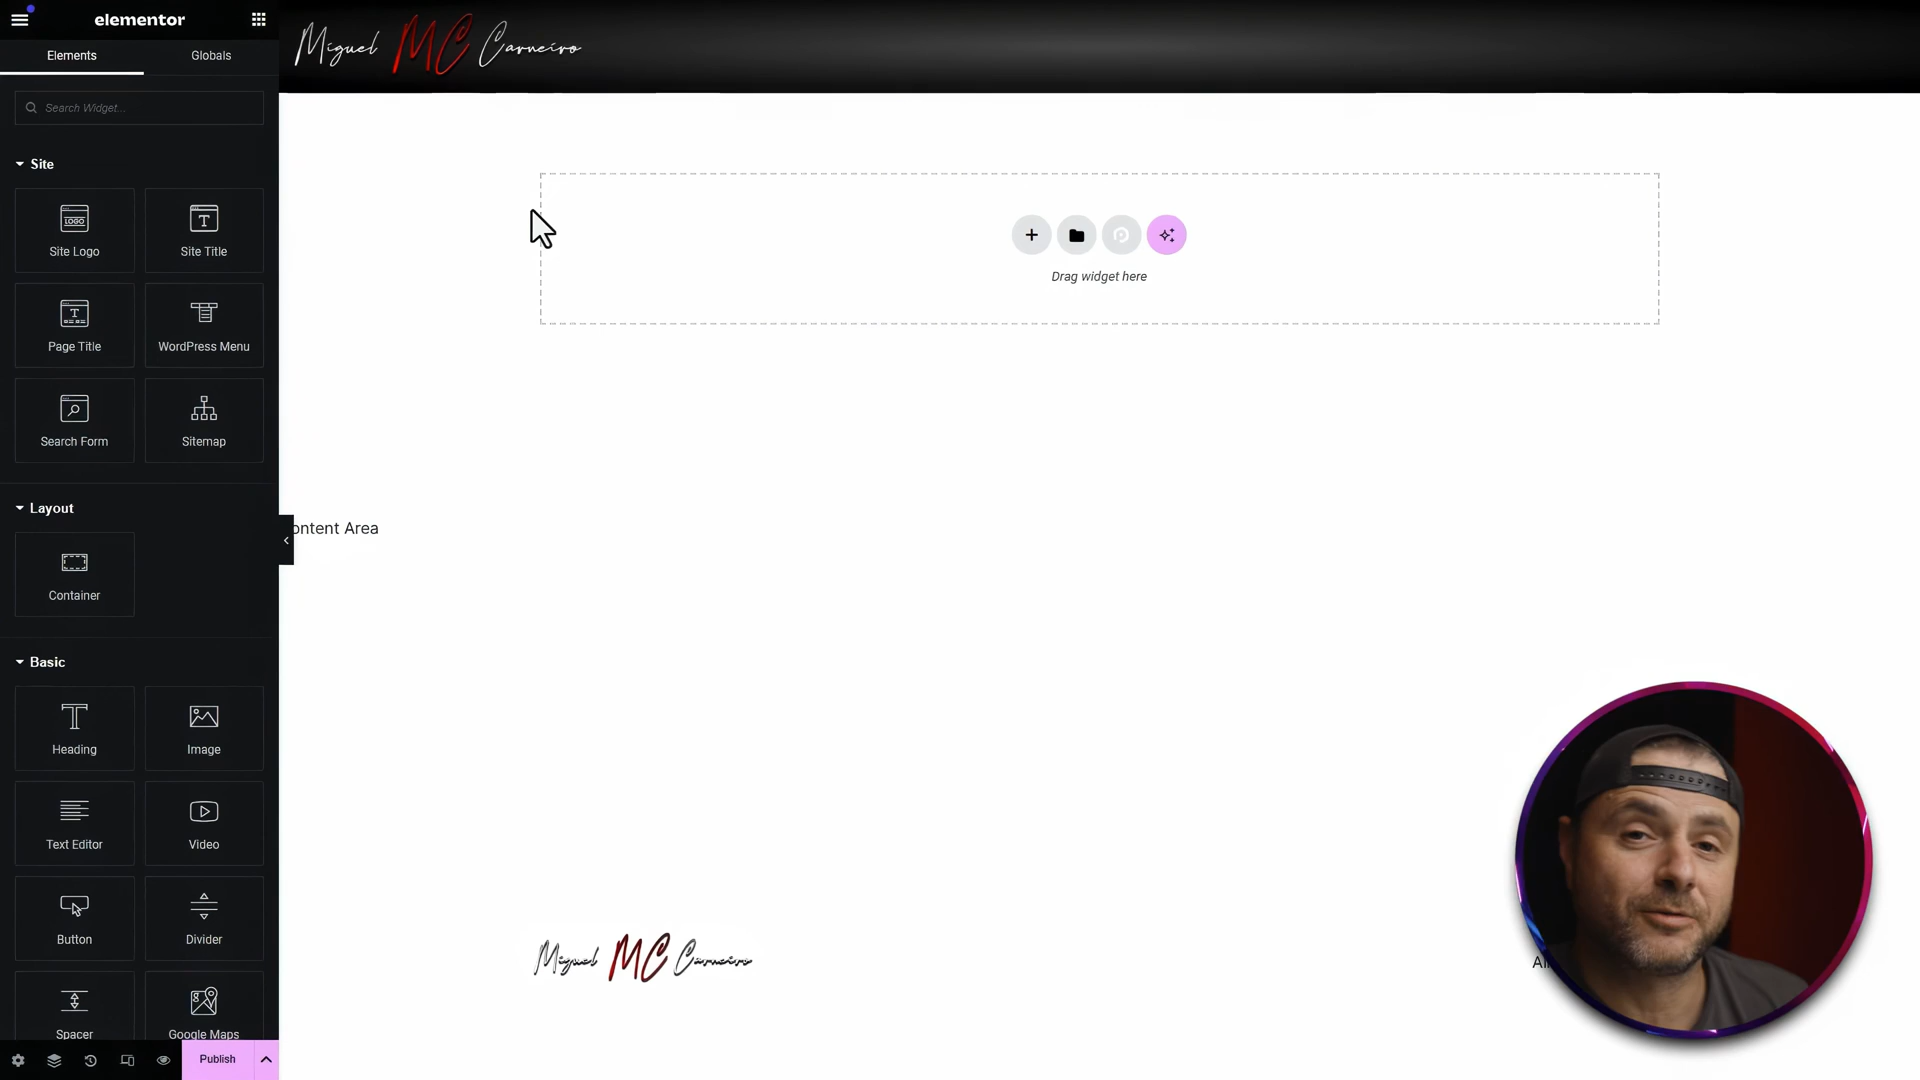 elementor
Elements
Globals
Search Widget...
Site
LOGO
Site Logo
T
Site Title
T
Page Title
WordPress Menu
Search Form
Sitemap
Layout
Container
Basic
Heading
Image
Text Editor
Video
Button
Divider
Spacer
Google Maps
Publish
Miguel MC Carneiro
Drag widget here
ontent Area
Miguel MC Carneiro